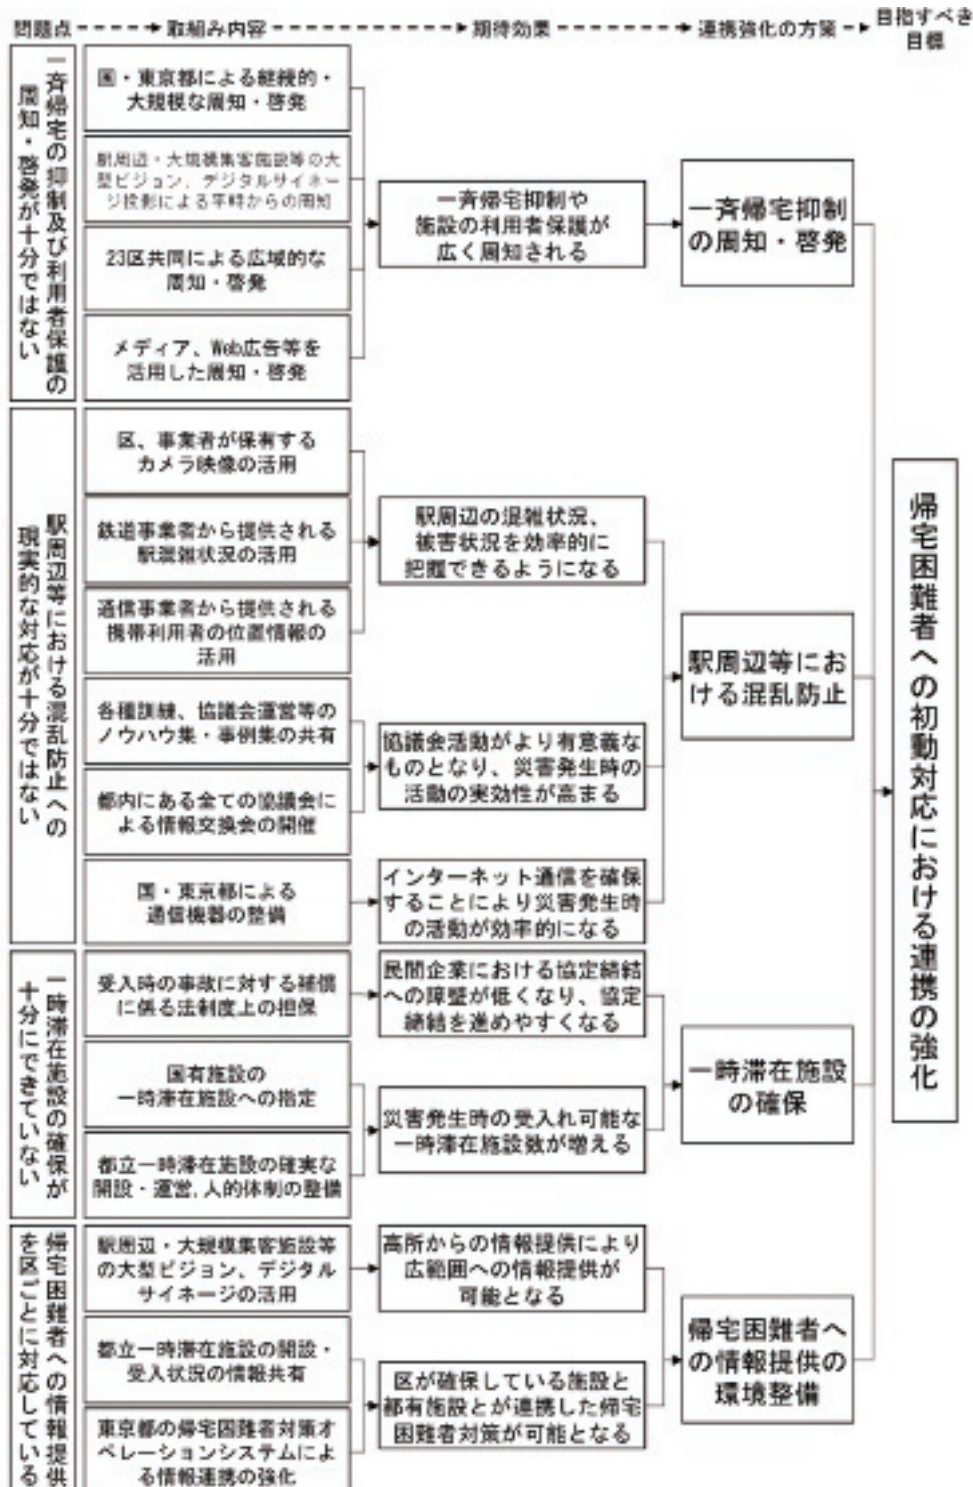 問題点 取組み内容 期待効果 連携強化の方策 目指すべき
目標
一斉帰宅の抑制及び利用者保護の
周知・啓発が十分ではない
国・東京都による継続的・
大規模な周知・啓発
駅周辺・大規模集客施設等の大
型ビジョン、デジタルサイネー
ジ投影による平時からの周知
23区共同による広域的な
周知・啓発
メディア、Web広告等を
活用した周知・啓発
一斉帰宅抑制や
施設の利用者保護が
広く周知される
一斉帰宅抑制
の周知・啓発
駅周辺等における混乱防止への
現実的な対応が十分ではない
区、事業者が保有する
カメラ映像の活用
鉄道事業者から提供される
駅混雑状況の活用
通信事業者から提供される
携帯利用者の位置情報の
活用
各種訓練、協議会運営等の
ノウハウ集・事例集の共有
都内にある全ての協議会に
よる情報交換会の開催
国・東京都による
通信機器の整備
駅周辺の混雑状況、
被害状況を効率的に
把握できるようになる
協議会活動がより有意義な
ものとなり、災害発生時の
活動の実効性が高まる
インターネット通信を確保
することにより災害発生時
の活動が効率的になる
駅周辺等にお
ける混乱防止
一時滞在施設の確保が
十分にできていない
受入時の事故に対する補償
に係る法制度上の担保
国有施設の
一時滞在施設への指定
都立一時滞在施設の確実な
開設・運営,人的体制の整備
民間企業における協定締結
への障壁が低くなり、協定
締結を進めやすくなる
災害発生時の受入れ可能な
一時滞在施設数が増える
一時滞在施設
の確保
帰宅困難者への情報提供
を区ごとに対応している
駅周辺・大規模集客施設等
の大型ビジョン、デジタル
サイネージの活用
都立一時滞在施設の開設・
受入状況の情報共有
東京都の帰宅困難者対策オ
ペレーションシステムによ
る情報連携の強化
高所からの情報提供により
広範囲への情報提供が
可能となる
区が確保している施設と
都有施設とが連携した帰宅
困難者対策が可能となる
帰宅困難者へ
の情報提供の
環境整備
帰宅困難者への初動対応における連携の強化